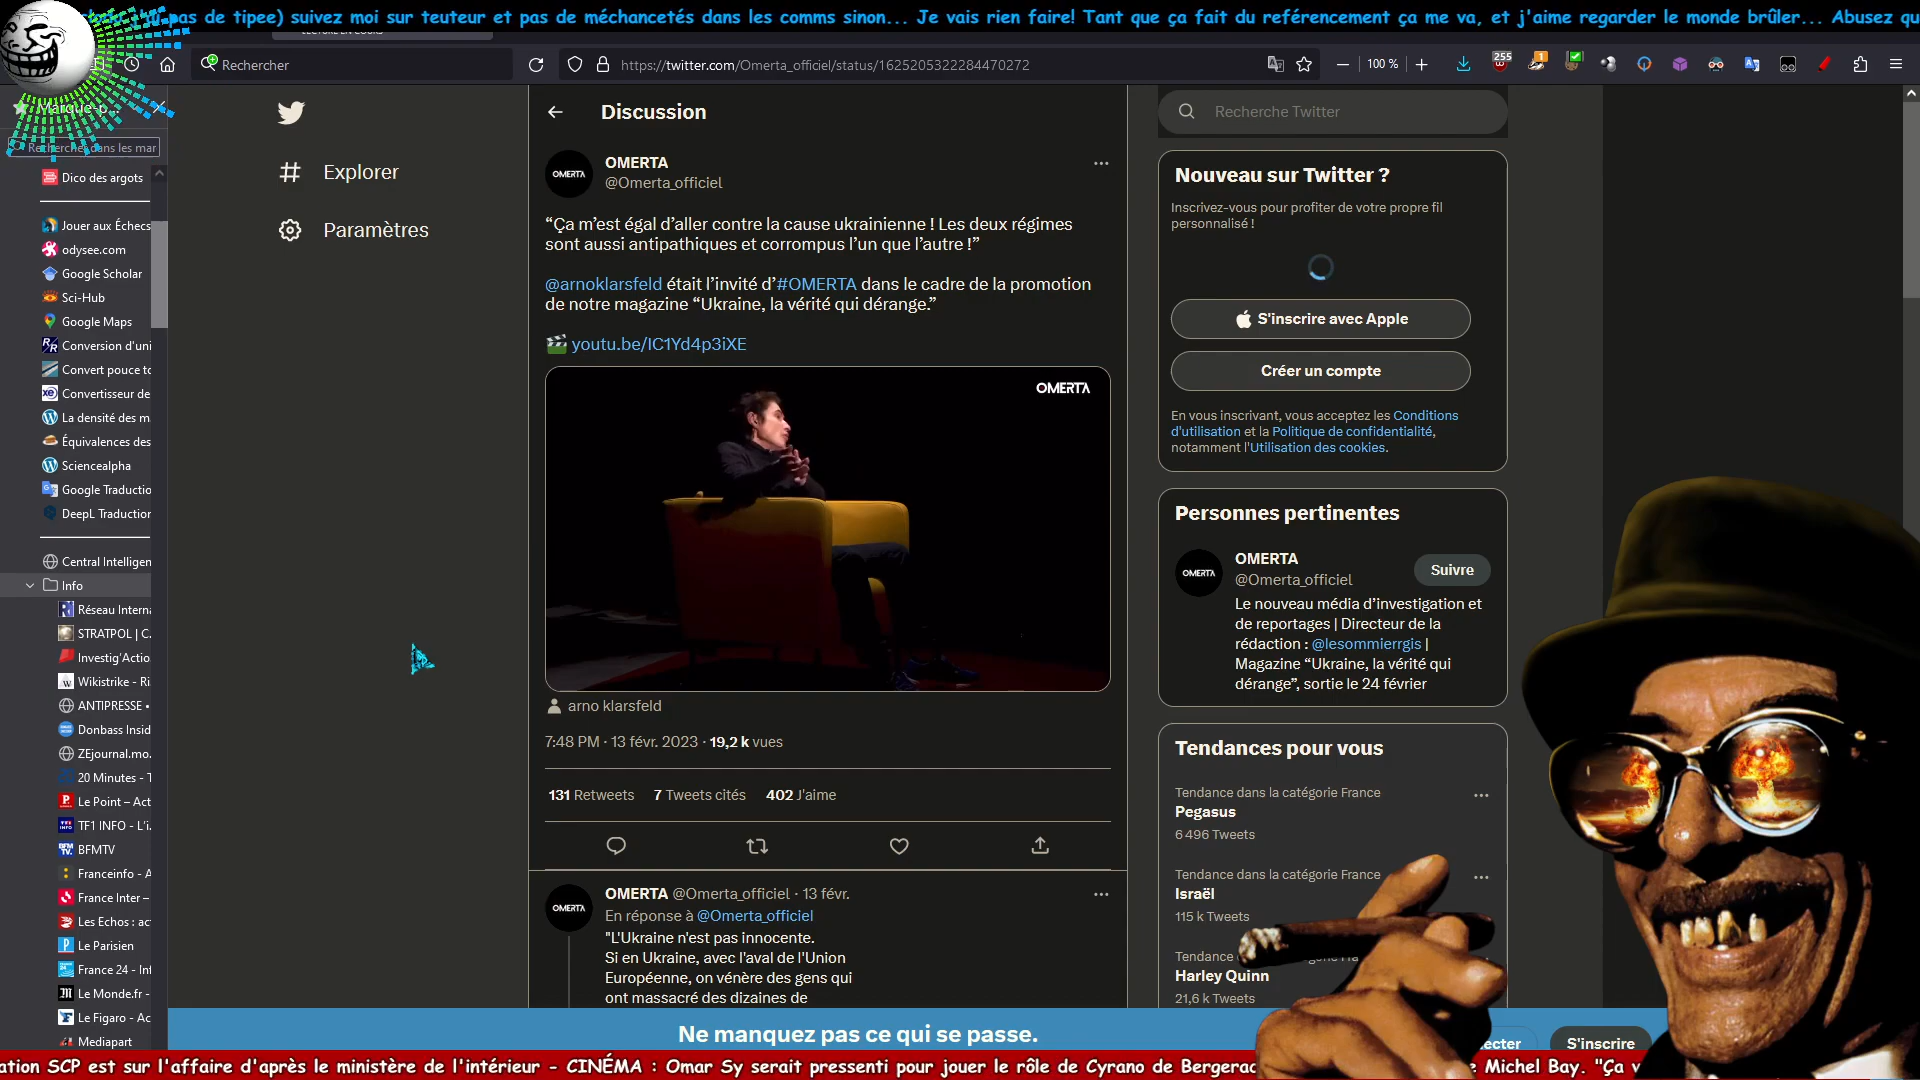 pas de tipee) suivez moi sur teuteur et pas de méchancetés dans les comms sinon... Je vais rien faire! Tant que ça fait du reférencement ça me va, et j'aime regarder le monde brûler... Abusez qu
Rechercher
https://twitter.com/Omerta_officiel/status/1625205322284470272
100 %
255
1
Marque-p
Rechercher dans les mar
Dico des argots
Jouer aux Échecs
odysee.com
Google Scholar
Sci-Hub
Google Maps
Conversion d'uni
Convert pouce to
Convertisseur de
La densité des m
Équivalences des
Sciencealpha
Google Traductio
DeepL Traduction
Central Intelligen
Info
Réseau Interna
STRATPOL | C.
Investig'Actio
Wikistrike - Ri
ANTIPRESSE •
Donbass Insid
ZEjournal.mo..
20 Minutes - T
Le Point – Act
TF1 INFO - L'i.
BFMTV
Franceinfo - A
France Inter –
Les Echos : act
Le Parisien
France 24 - Inf
Le Monde.fr -
Le Figaro - Ac
Mediapart
Explorer
Paramètres
Discussion
OMERTA
@Omerta_officiel
“Ça m’est égal d’aller contre la cause ukrainienne ! Les deux régimes
sont aussi antipathiques et corrompus l’un que l’autre !”
@arnoklarsfeld était l’invité d’#OMERTA dans le cadre de la promotion
de notre magazine “Ukraine, la vérité qui dérange.”
youtu.be/IC1Yd4p3iXE
OMERTA
arno klarsfeld
7:48 PM · 13 févr. 2023 · 19,2 k vues
131 Retweets 7 Tweets cités 402 J'aime
OMERTA @Omerta_officiel · 13 févr.
En réponse à @Omerta_officiel
"L'Ukraine n'est pas innocente.
Si en Ukraine, avec l'aval de l'Union
Européenne, on vénère des gens qui
ont massacré des dizaines de
Recherche Twitter
Nouveau sur Twitter ?
Inscrivez-vous pour profiter de votre propre fil
personnalisé !
S'inscrire avec Apple
Créer un compte
En vous inscrivant, vous acceptez les Conditions
d'utilisation et la Politique de confidentialité,
notamment l'Utilisation des cookies.
Personnes pertinentes
OMERTA
@Omerta_officiel
Suivre
Le nouveau média d’investigation et
de reportages | Directeur de la
rédaction : @lesommierrgis |
Magazine “Ukraine, la vérité qui
dérange”, sortie le 24 février
Tendances pour vous
Tendance dans la catégorie France
Pegasus
6 496 Tweets
Tendance dans la catégorie France
Israël
115 k Tweets
Tendance
Harley Quinn
21,6 k Tweets
Ne manquez pas ce qui se passe.
ecter
S'inscrire
ation SCP est sur l'affaire d'après le ministère de l'intérieur - CINÉMA : Omar Sy serait pressenti pour jouer le rôle de Cyrano de Bergerac
Michel Bay. "Ça v